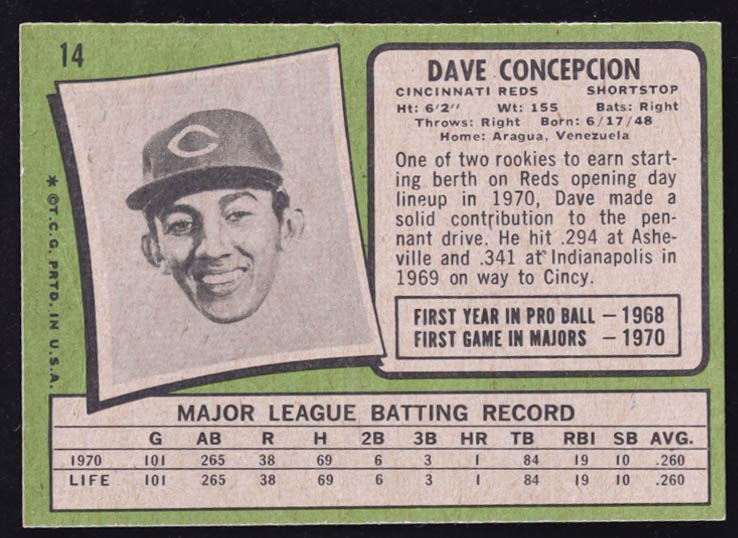 14
DAVE CONCEPCION
CINCINNATI REDS SHORTSTOP
Ht: 6'2" Wt: 155 Bats: Right
Throws: Right Born: 6/17/48
Home: Aragua, Venezuela
One of two rookies to earn start-
ing berth on Reds opening day
lineup in 1970, Dave made a
solid contribution to the pen-
nant drive. He hit .294 at Ashe-
ville and .341 at Indianapolis in
1969 on way to Cincy.
FIRST YEAR IN PRO BALL — 1968
FIRST GAME IN MAJORS — 1970
C
* ©T.C.G. PRTD. IN U.S.A.
MAJOR LEAGUE BATTING RECORD
G AB R H 2B 3B HR TB RBI SB AVG.
1970 101 265 38 69 6 3 1 84 19 10 .260
LIFE 101 265 38 69 6 3 1 84 19 10 .260